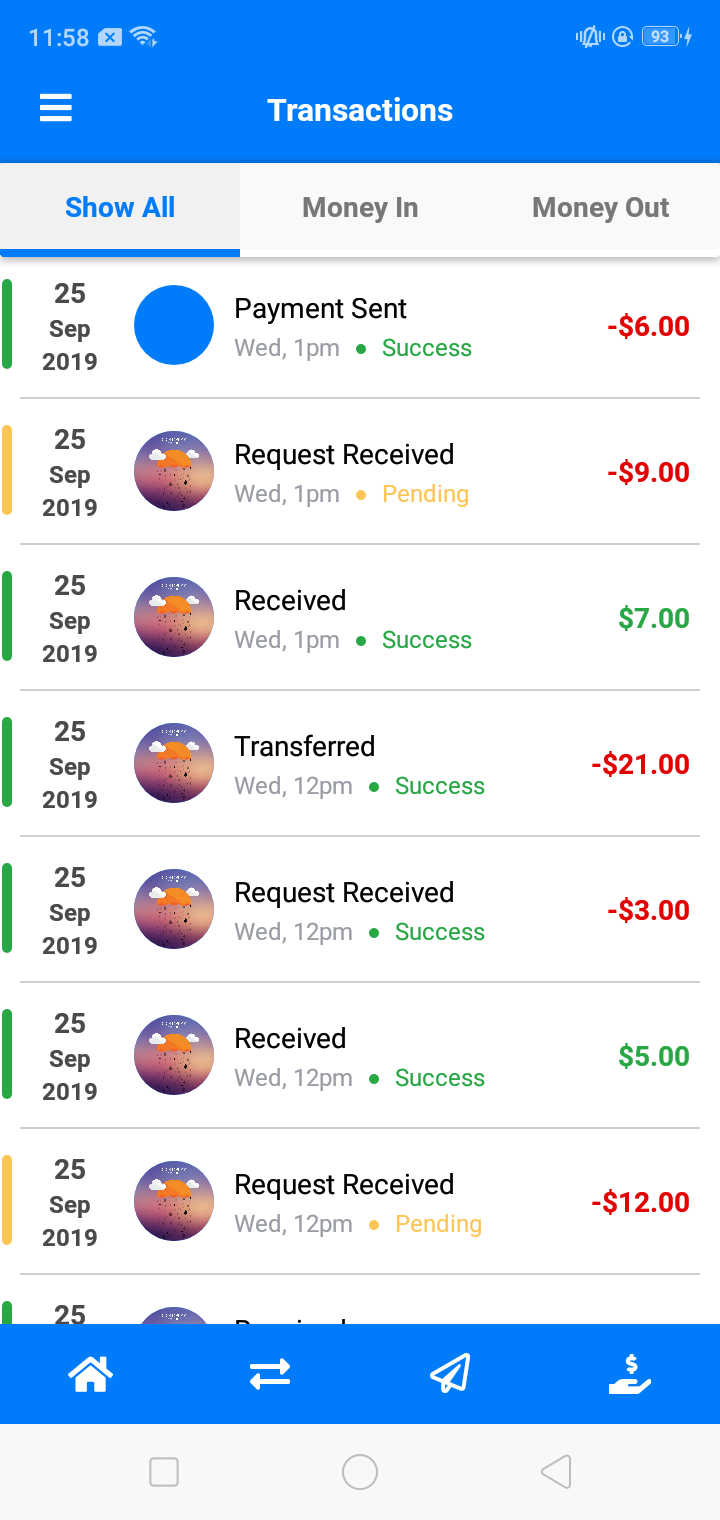 11:58
93
Transactions
Show All Money In Money Out
25
Sep
2019
Payment Sent
Wed, 1pm • Success
-$6.00
25
Sep
2019
Request Received
Wed, 1pm • Pending
-$9.00
25
Sep
2019
Received
Wed, 1pm • Success
$7.00
25
Sep
2019
Transferred
Wed, 12pm • Success
-$21.00
25
Sep
2019
Request Received
Wed, 12pm • Success
-$3.00
25
Sep
2019
Received
Wed, 12pm • Success
$5.00
25
Sep
2019
Request Received
Wed, 12pm • Pending
-$12.00
25